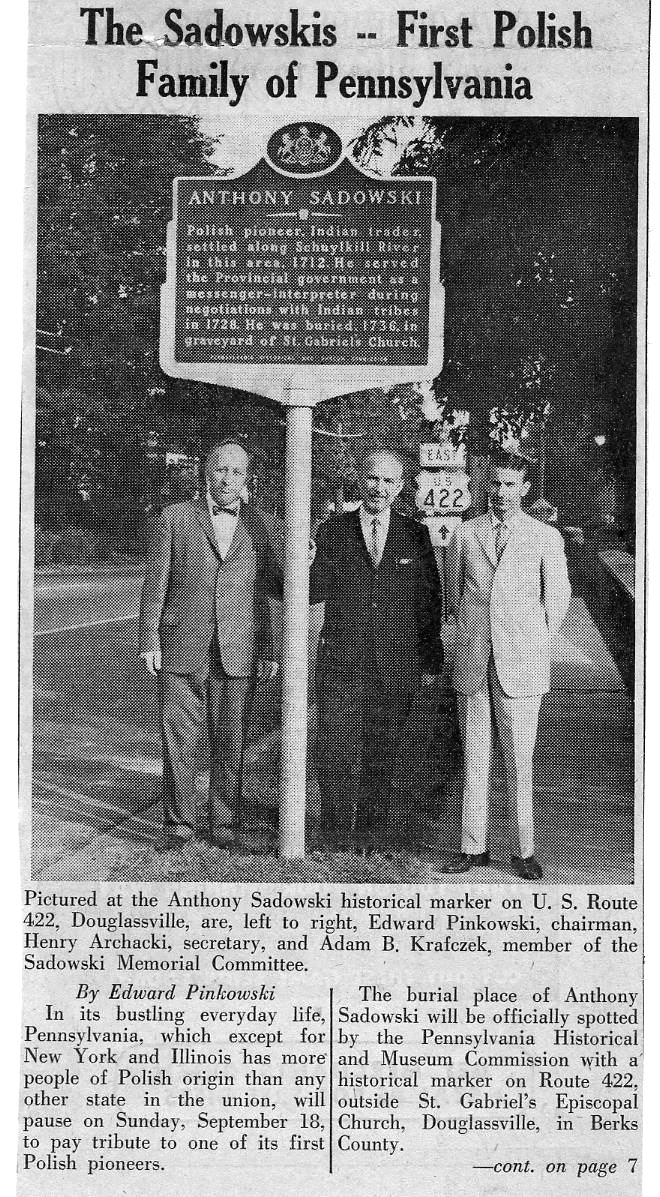 The Sadowskis -- First Polish
Family of Pennsylvania
ANTHONY SADOWSKI
Polish pioneer, Indian trader,
settled along Schuylkill River
in this area, 1712. He served
the Provincial government as a
messenger-interpreter during
negotiations with Indian tribes
in 1728. He was buried, 1736, in
graveyard of St. Gabriels Church.
PENNSYLVANIA HISTORICAL AND MUSEUM COMMISSION
EAST
U S
422
Pictured at the Anthony Sadowski historical marker on U. S. Route
422, Douglassville, are, left to right, Edward Pinkowski, chairman,
Henry Archacki, secretary, and Adam B. Krafczek, member of the
Sadowski Memorial Committee.
By Edward Pinkowski
In its bustling everyday life,
Pennsylvania, which except for
New York and Illinois has more
people of Polish origin than any
other state in the union, will
pause on Sunday, September 18,
to pay tribute to one of its first
Polish pioneers.
The burial place of Anthony
Sadowski will be officially spotted
by the Pennsylvania Historical
and Museum Commission with a
historical marker on Route 422,
outside St. Gabriel's Episcopal
Church, Douglassville, in Berks
County.
—cont. on page 7